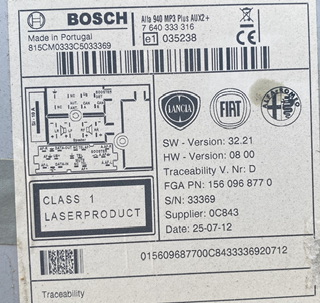 BOSCH
Alfa 940 MP3 Plus AUX2+
7 640 333 316
Made in Portugal
e1 035238
815CM0333C5033369
LANCIA
FIAT
SW - Version: 32.21
HW - Version: 08 00
Traceability V. Nr: D
FGA PN: 156 096 877 0
S/N: 33369
Supplier: 0C843
Date: 25-07-12
CLASS 1
LASERPRODUCT
015609687700C8433336920712
Traceability